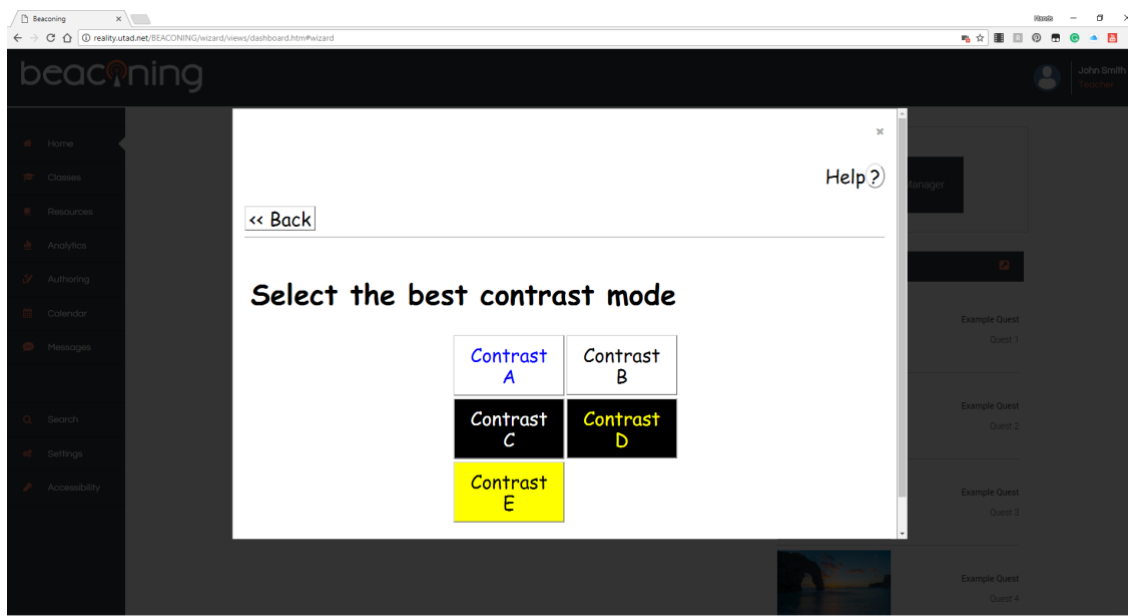 Beaconing
reality.utad.net/BEACONING/wizard/views/dashboard.htm#wizard
beaconing
John Smith
Teacher
Home
Classes
Resources
Analytics
Authoring
Calendar
Messages
Search
Settings
Accessibility
×
Help ?
<< Back
Select the best contrast mode
Contrast
A
Contrast
B
Contrast
C
Contrast
D
Contrast
E
Manager
Example Quest
Quest 1
Example Quest
Quest 2
Example Quest
Quest 3
Example Quest
Quest 4